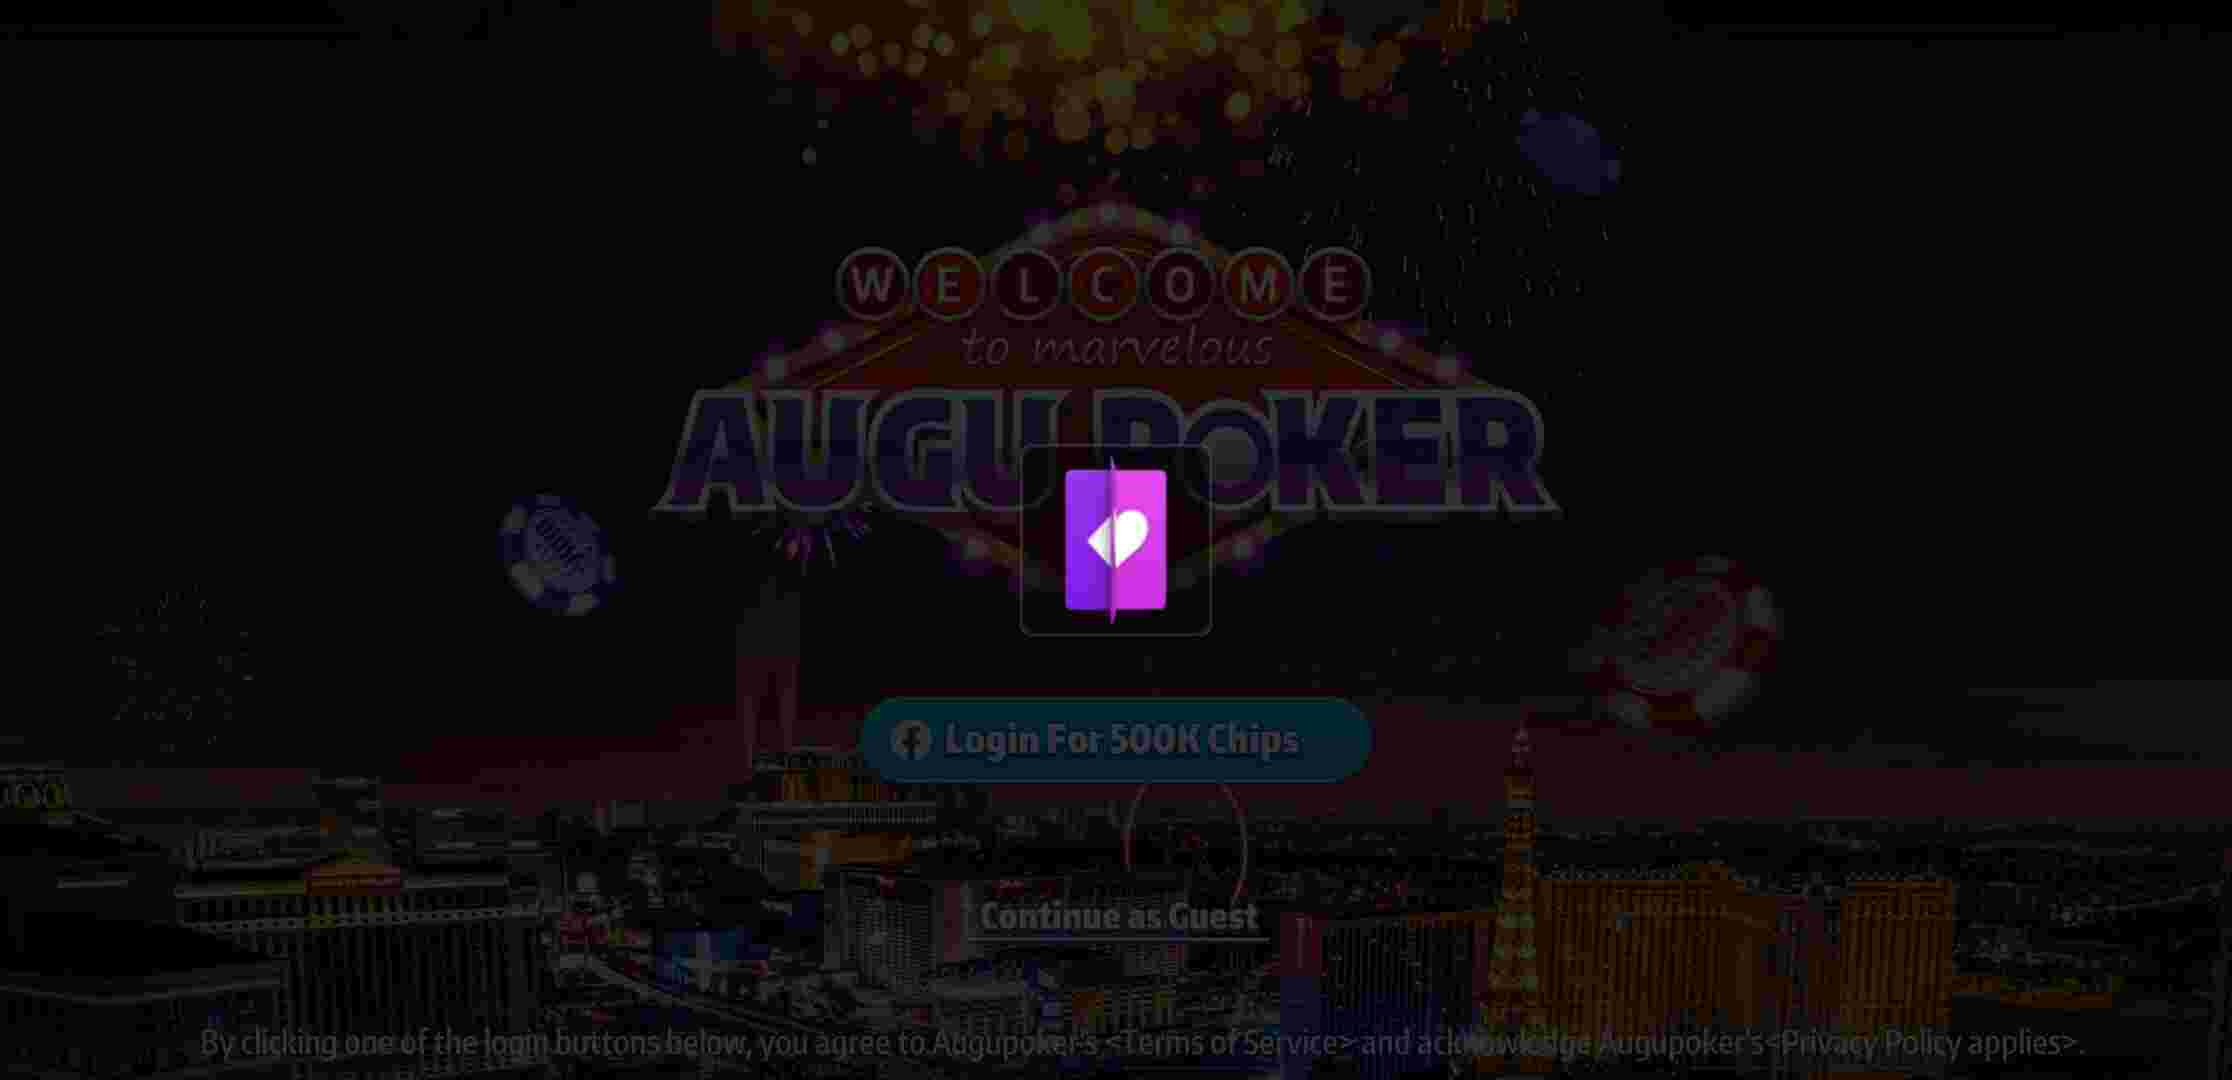 WELCOME
to marvelous
AUGU POKER
Login For 500K Chips
Continue as Guest
By clicking one of the login buttons below, you agree to Augupoker's <Terms of Service> and acknowledge Augupoker's<Privacy Policy applies>.